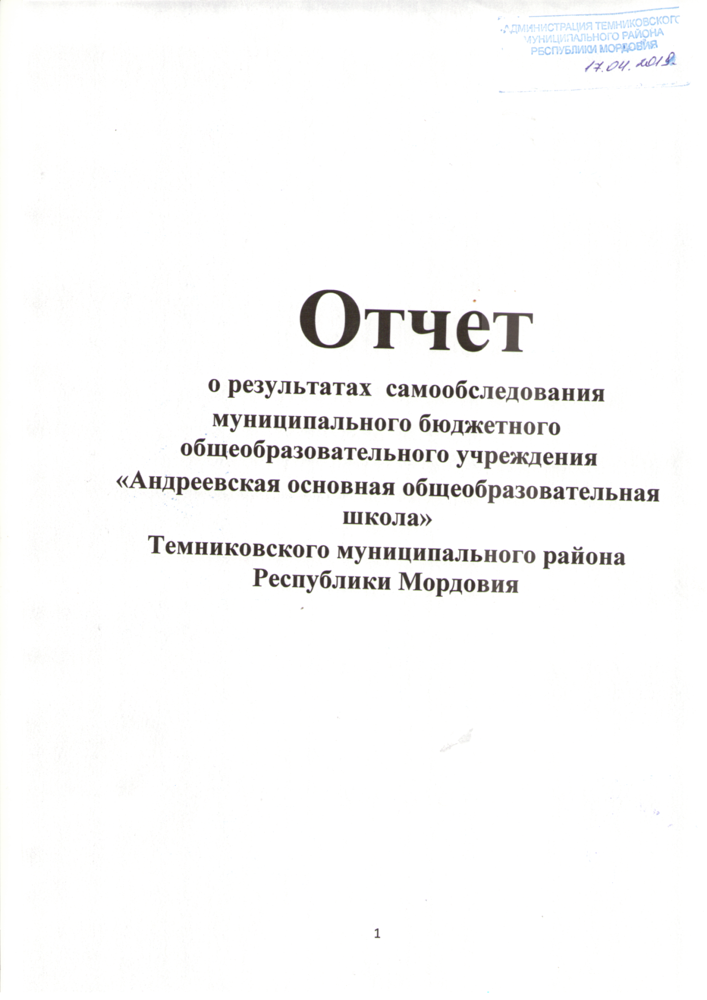 АДМИНИСТРАЦИЯ ТЕМНИКОВСКОГО
МУНИЦИПАЛЬНОГО РАЙОНА
РЕСПУБЛИКИ МОРДОВИЯ
17.04.2019г.
Отчет
о результатах самообследования
муниципального бюджетного
общеобразовательного учреждения
«Андреевская основная общеобразовательная
школа»
Темниковского муниципального района
Республики Мордовия
1